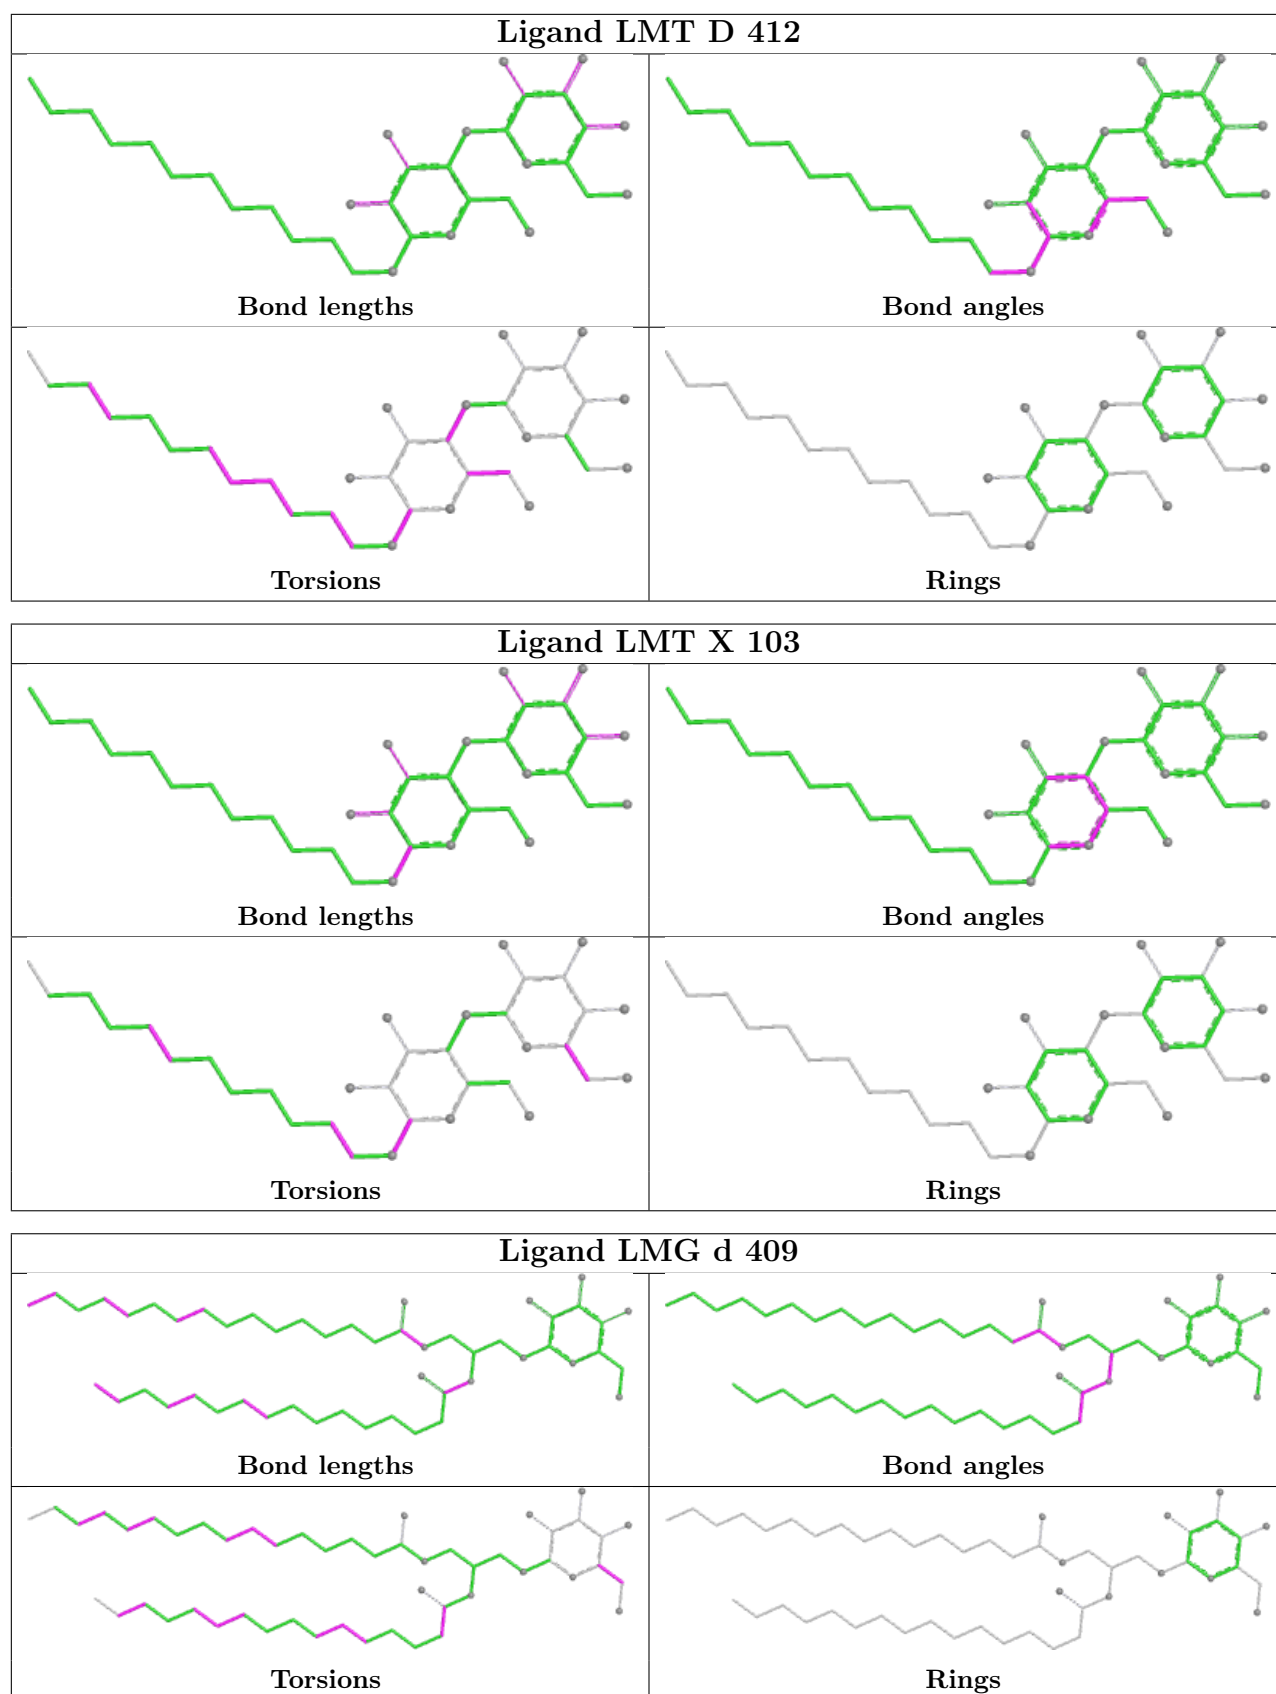 Ligand LMT D 412
Bond lengths
Bond angles
Torsions
Rings
Ligand LMT X 103
Bond lengths
Bond angles
Torsions
Rings
Ligand LMG d 409
Bond lengths
Bond angles
Torsions
Rings